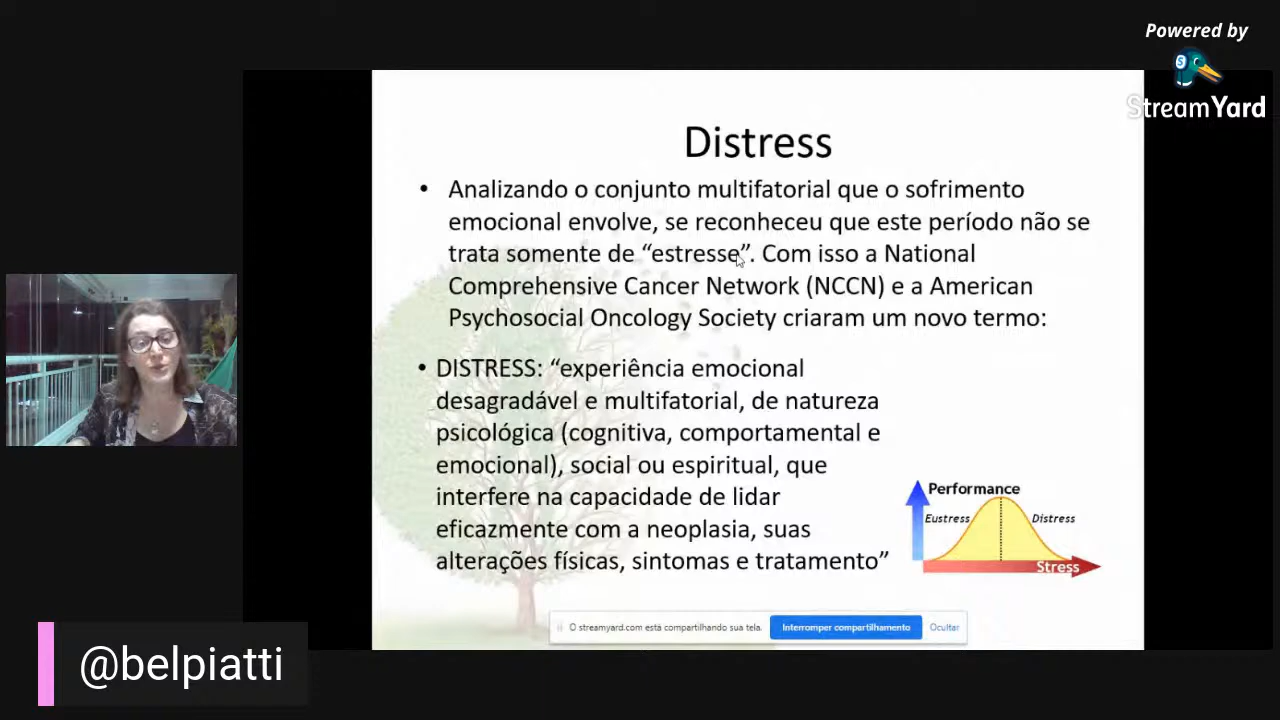 Powered by
StreamYard
Distress
• Analizando o conjunto multifatorial que o sofrimento
emocional envolve, se reconheceu que este período não se
trata somente de “estresse”. Com isso a National
Comprehensive Cancer Network (NCCN) e a American
Psychosocial Oncology Society criaram um novo termo:
• DISTRESS: “experiência emocional
desagradável e multifatorial, de natureza
psicológica (cognitiva, comportamental e
emocional), social ou espiritual, que
interfere na capacidade de lidar
eficazmente com a neoplasia, suas
alterações físicas, sintomas e tratamento”
Performance
Eustress
Distress
Stress
O streamyard.com está compartilhando sua tela.
Interromper compartilhamento
Ocultar
@belpiatti